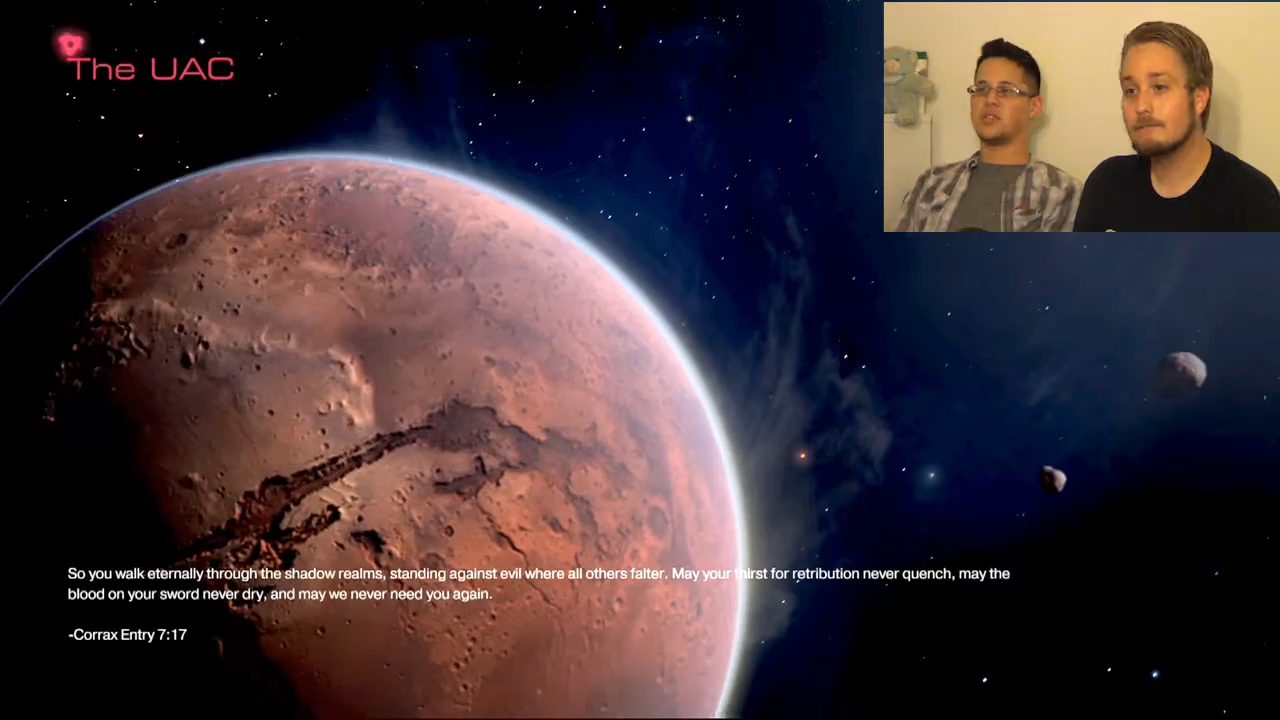 The UAC
So you walk eternally through the shadow realms, standing against evil where all others falter. May your thirst for retribution never quench, may the
blood on your sword never dry, and may we never need you again.
-Corrax Entry 7:17